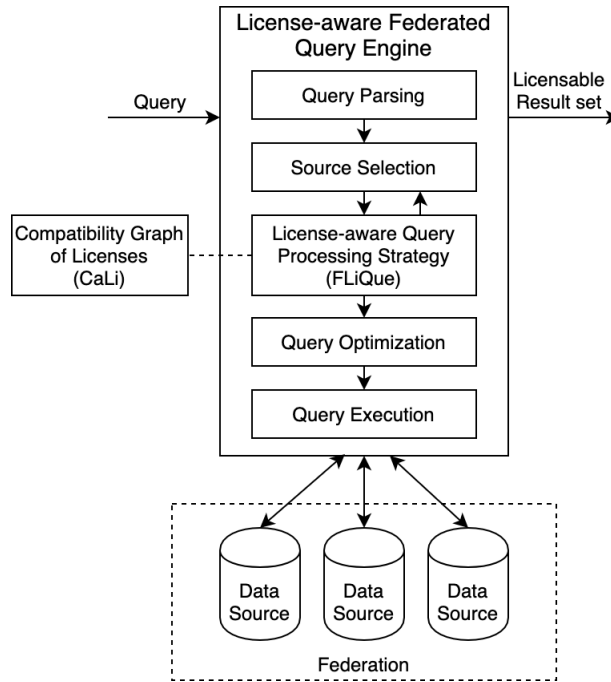 License-aware Federated
Query Engine
Query Parsing
Query
Licensable
Result set
Source Selection
Compatibility Graph
of Licenses
(CaLi)
License-aware Query
Processing Strategy
(FLiQue)
Query Optimization
Query Execution
Data
Source
Data
Source
Data
Source
Federation